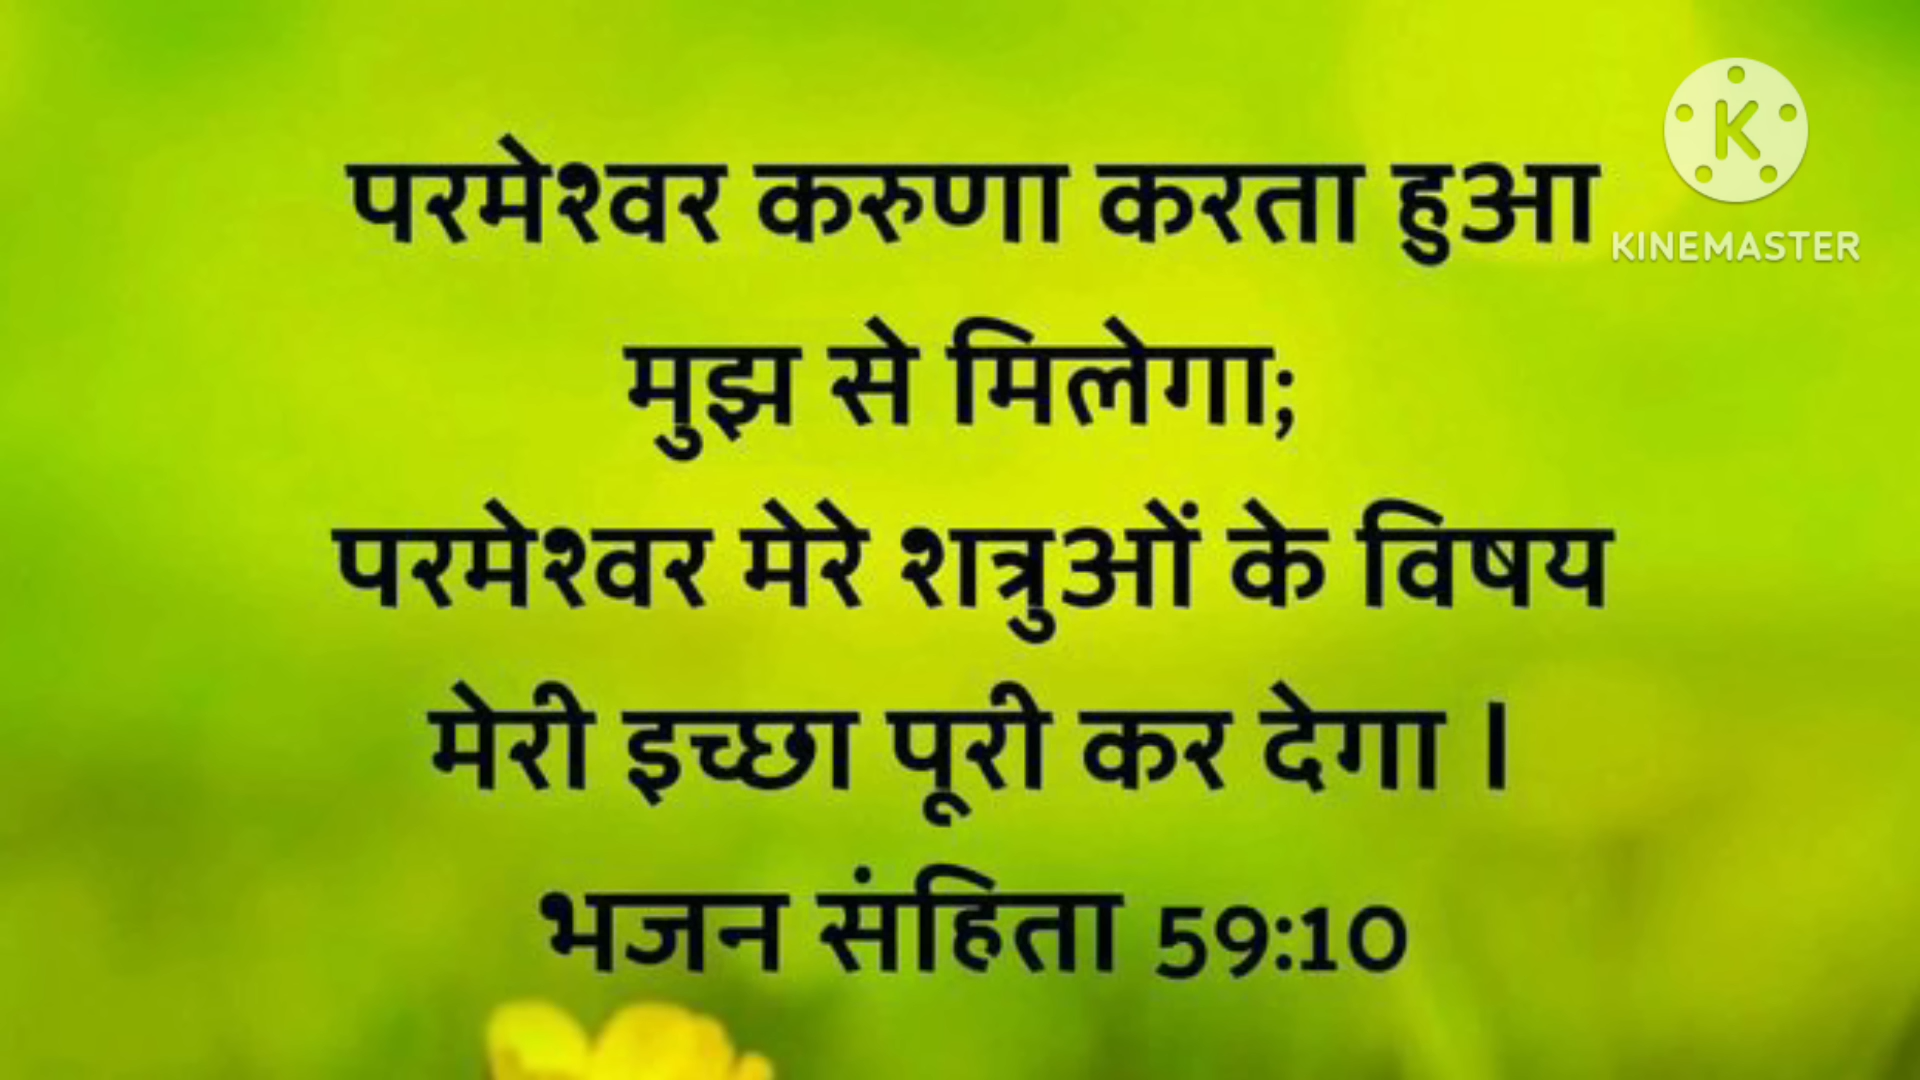 परमेश्वर करुणा करता हुआ
मुझ से मिलेगा;
परमेश्वर मेरे शत्रुओं के विषय
मेरी इच्छा पूरी कर देगा ।
भजन संहिता 59:10
K
KINEMASTER